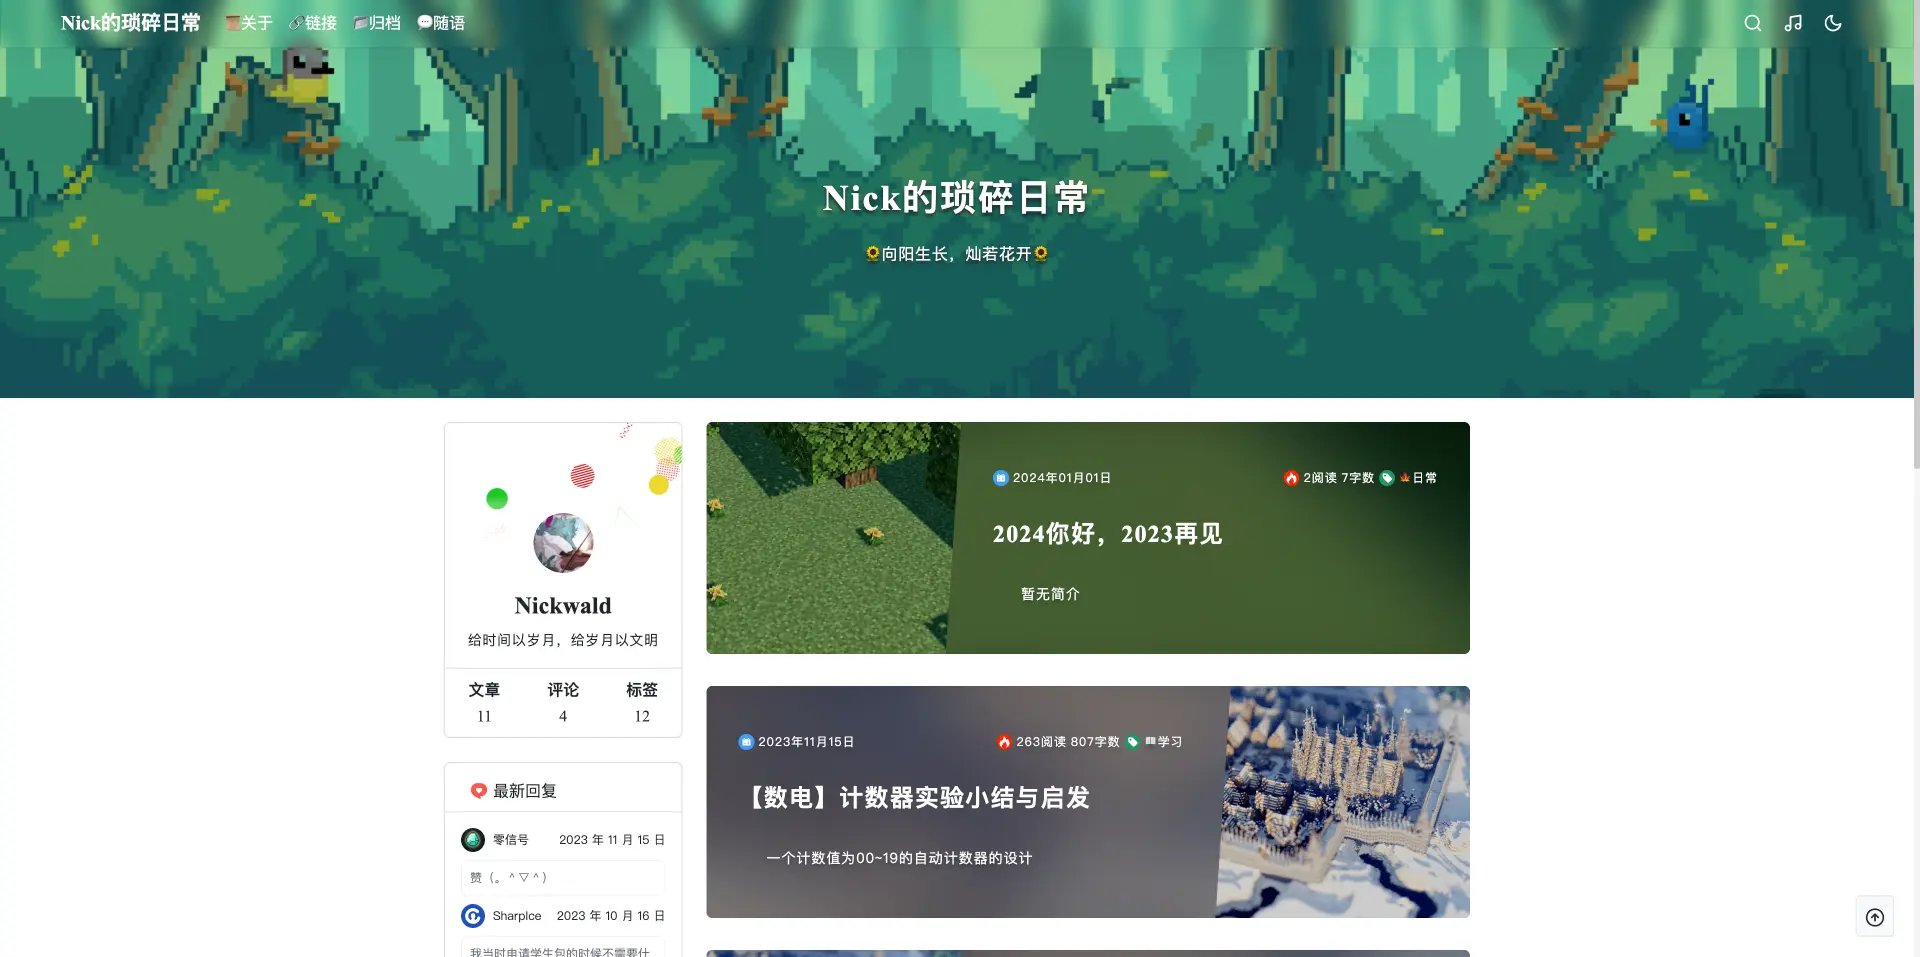 Nick的琐碎日常 关于 链接 归档 随语
Nick的琐碎日常
向阳生长，灿若花开
Nickwald
给时间以岁月，给岁月以文明
文章 评论 标签
11 4 12
最新回复
零信号 2023 年 11 月 15 日
赞（。^▽^）
SharpIce 2023 年 10 月 16 日
我当时申请学生包的时候不需要什
2024年01月01日 2阅读 7字数 日常
2024你好，2023再见
暂无简介
2023年11月15日 263阅读 807字数 学习
【数电】计数器实验小结与启发
一个计数值为00~19的自动计数器的设计